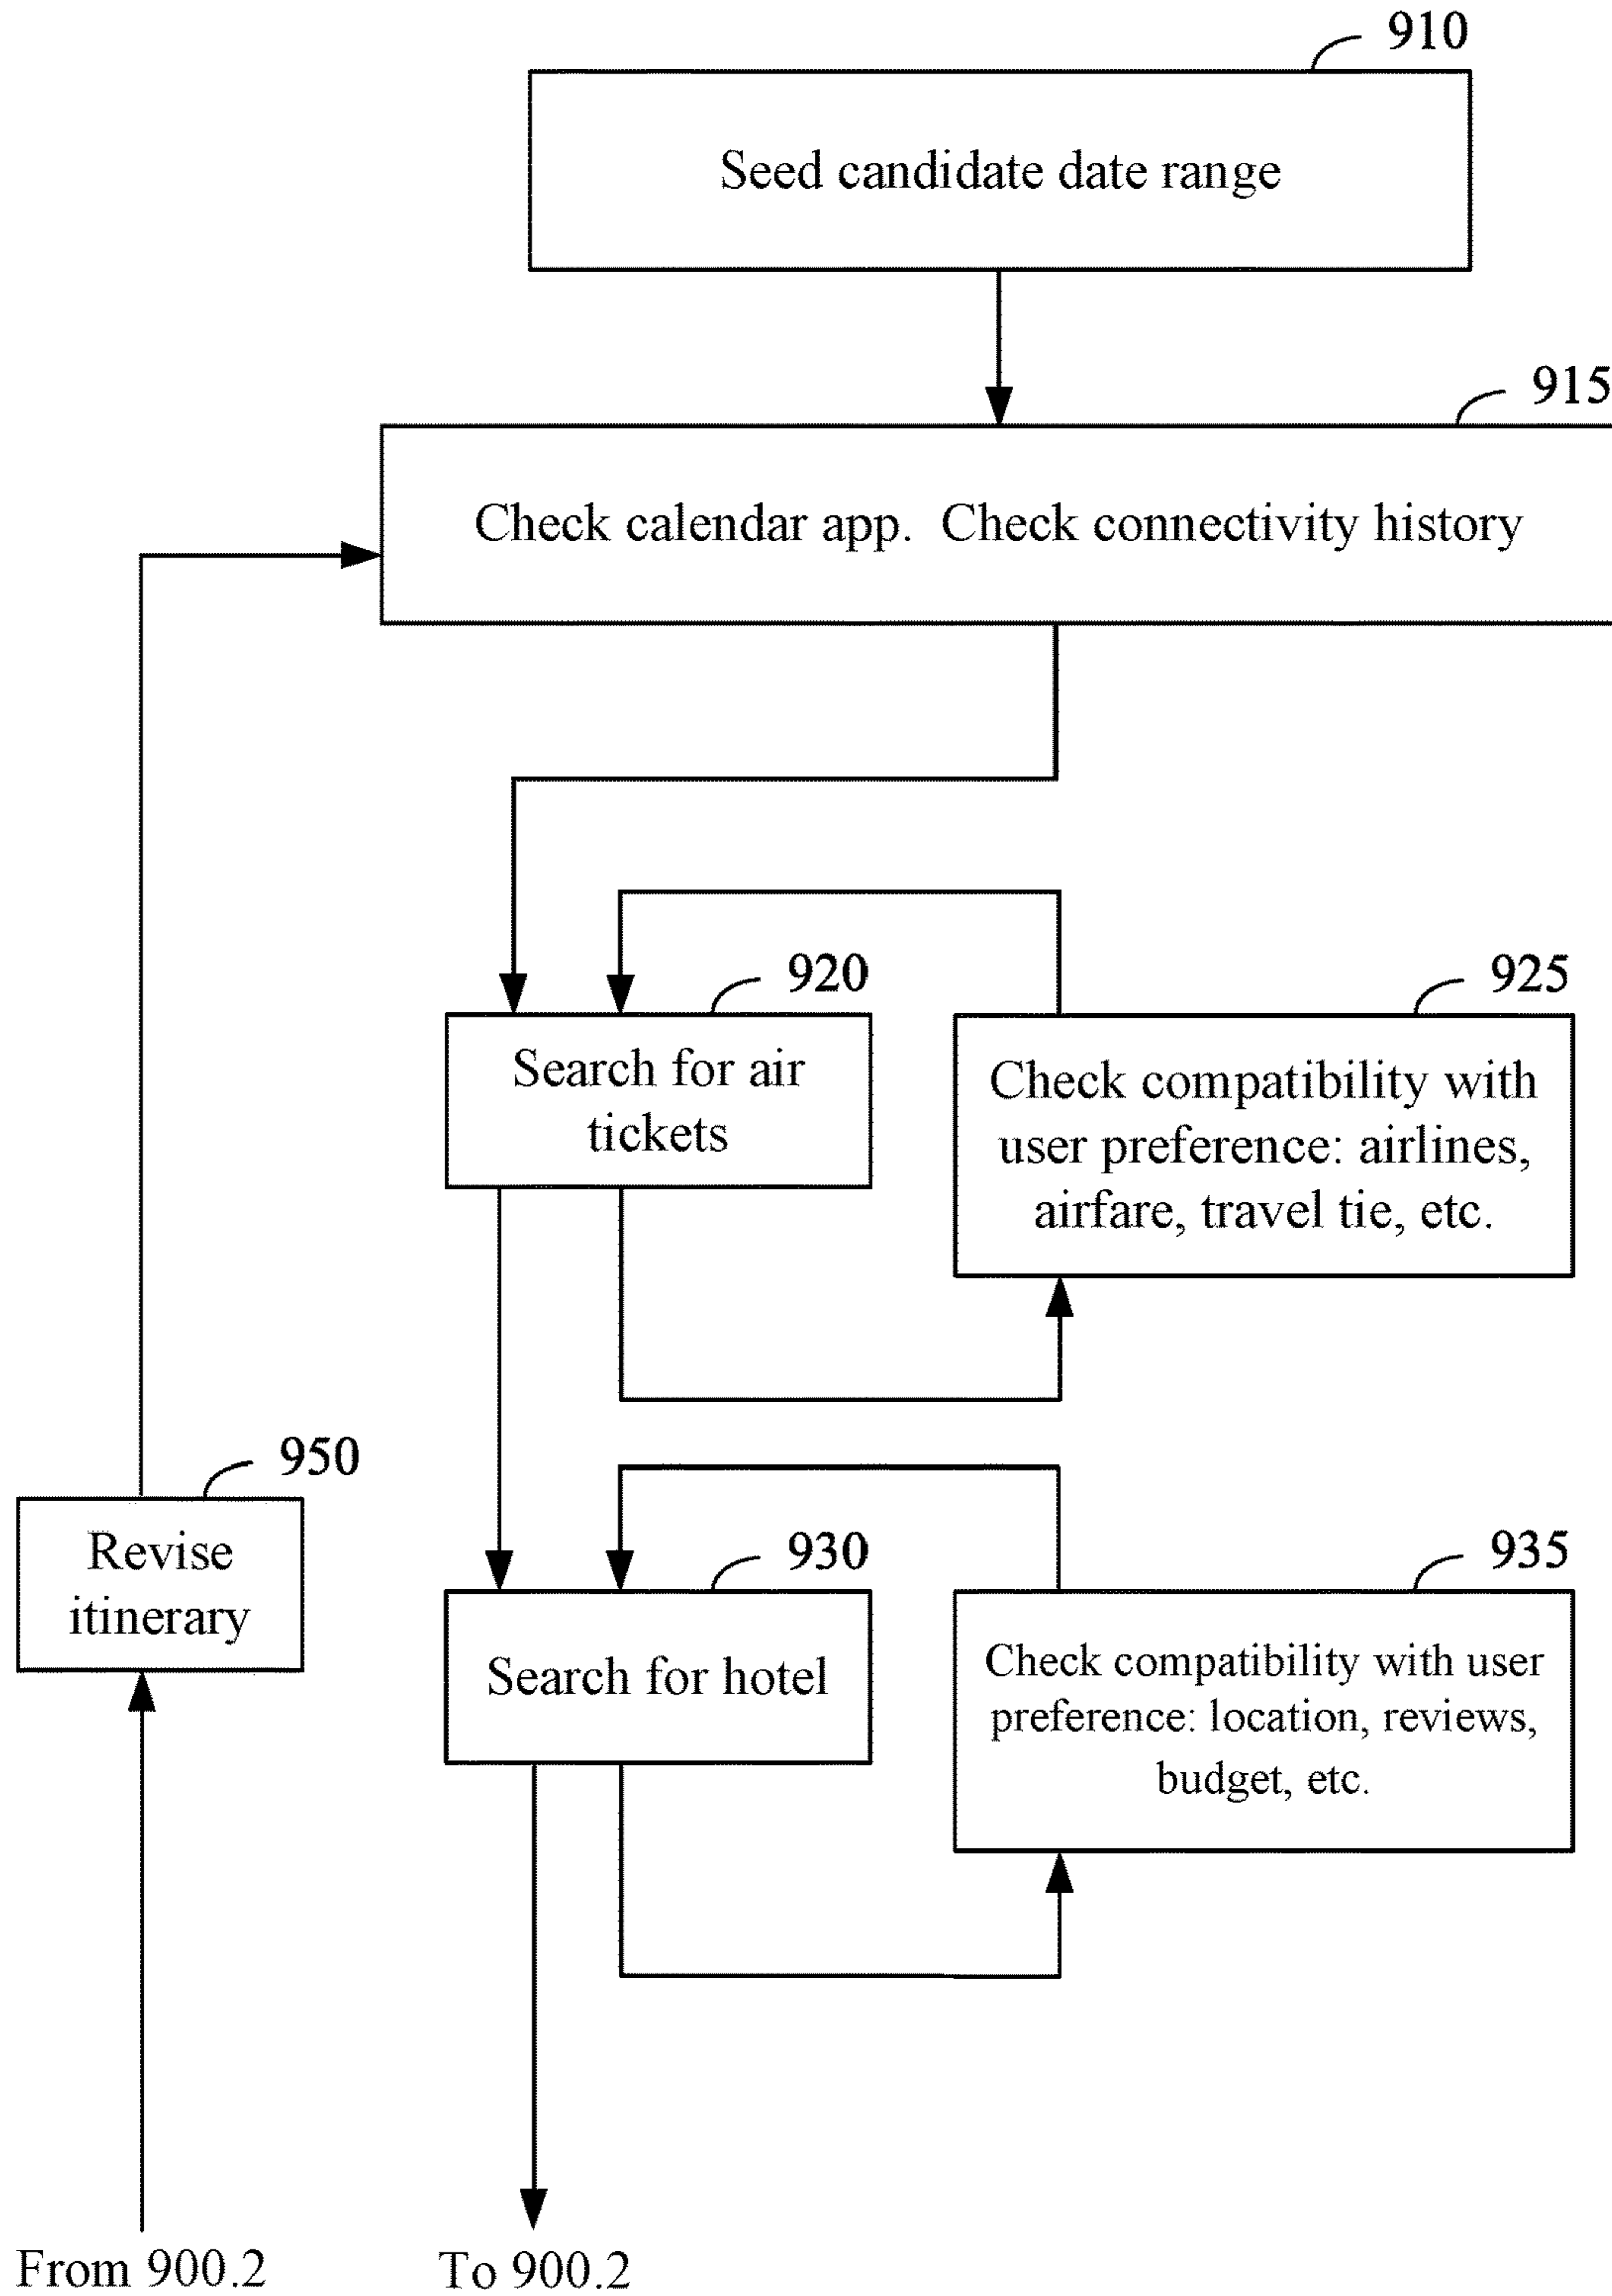 910
Seed candidate date range
915
Check calendar app.  Check connectivity history
920
Search for air
tickets
925
Check compatibility with
user preference: airlines,
airfare, travel tie, etc.
950
Revise
itinerary
930
Search for hotel
935
Check compatibility with user
preference: location, reviews,
budget, etc.
From 900.2
To 900.2